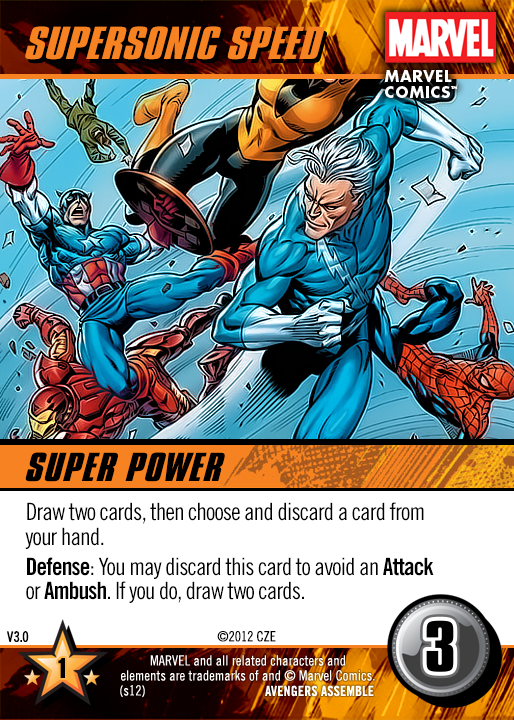 SUPERSONIC SPEED
MARVEL
MARVEL
COMICS™
SUPER POWER
Draw two cards, then choose and discard a card from
your hand.
Defense: You may discard this card to avoid an Attack
or Ambush. If you do, draw two cards.
V3.0
©2012 CZE
3
1
MARVEL and all related characters and
elements are trademarks of and © Marvel Comics.
(s12)
AVENGERS ASSEMBLE